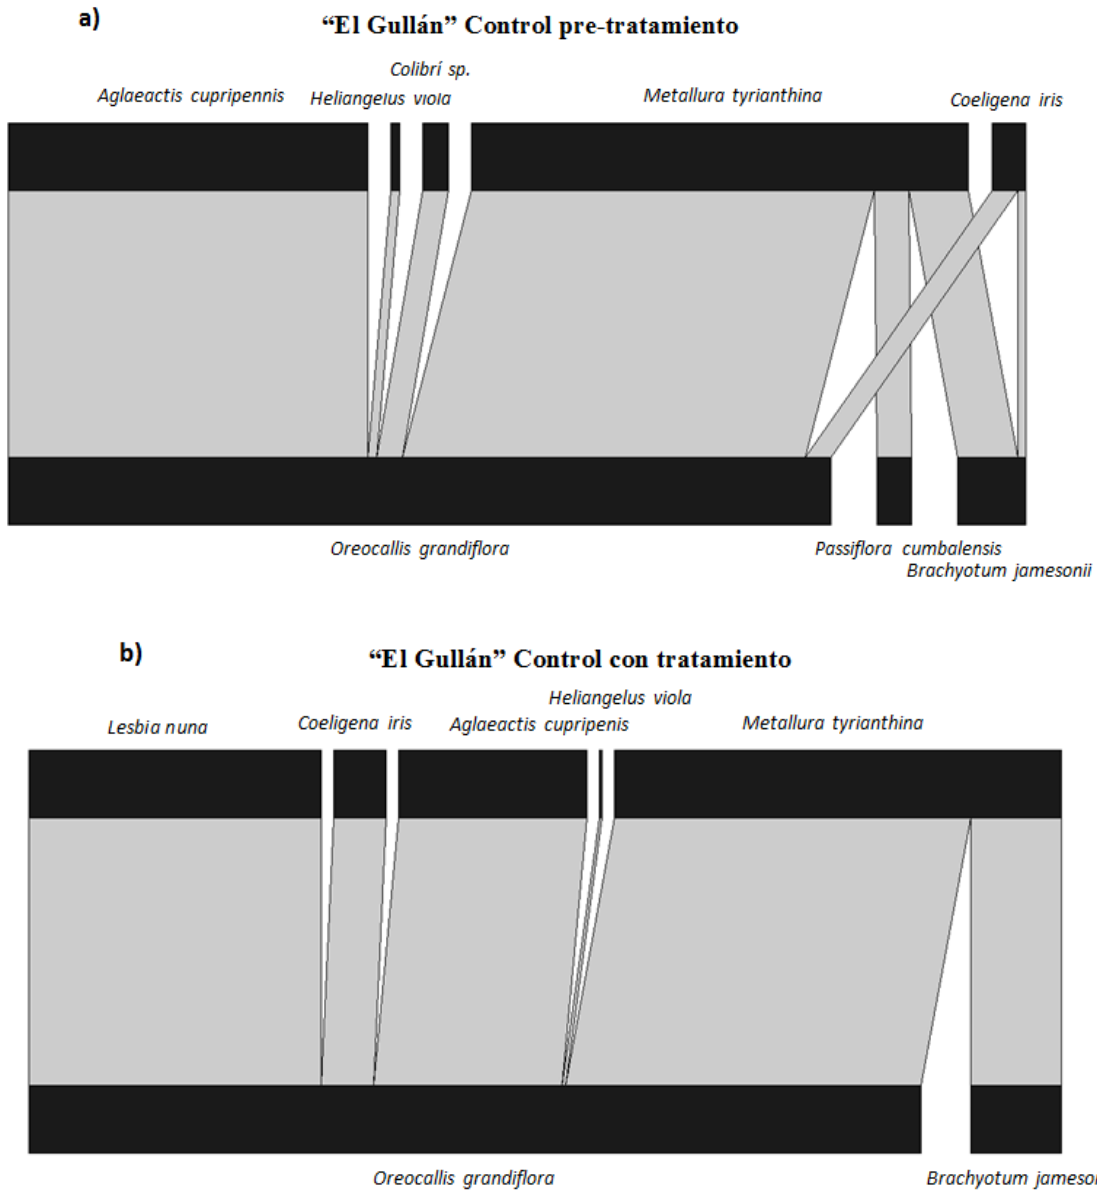 a)
“El Gullán” Control pre-tratamiento
Colibrí sp.
Aglaeactis cupripennis Heliangelus viola Metallura tyrianthina Coeligena iris
Oreocallis grandiflora Passiflora cumbalensis
Brachyotum jamesonii
b)
“El Gullán” Control con tratamiento
Heliangelus viola
Lesbia nuna Coeligena iris Aglaeactis cupripenis Metallura tyrianthina
Oreocallis grandiflora Brachyotum jameso